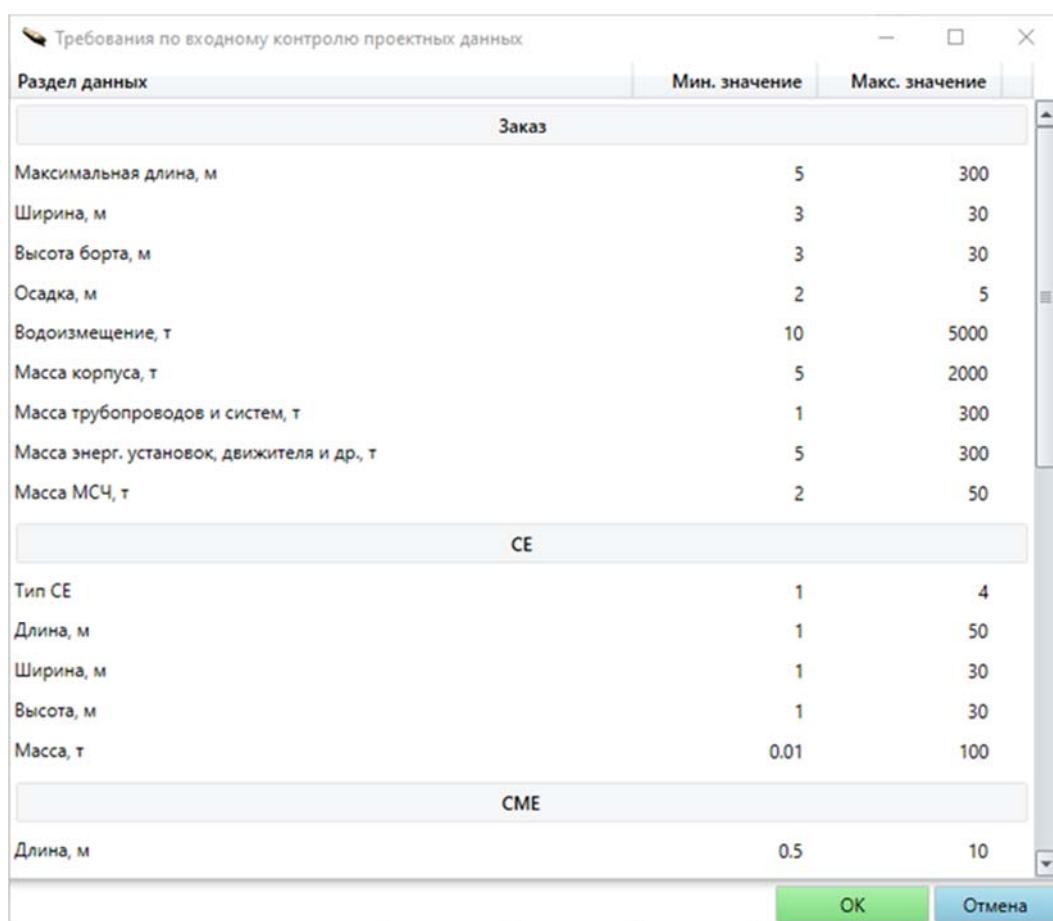 Требования по входному контролю проектных данных
Раздел данных Мин. значение Макс. значение
Заказ
Максимальная длина, м 5 300
Ширина, м 3 30
Высота борта, м 3 30
Осадка, м 2 5
Водоизмещение, т 10 5000
Масса корпуса, т 5 2000
Масса трубопроводов и систем, т 1 300
Масса энерг. установок, движителя и др., т 5 300
Масса МСЧ, т 2 50
СЕ
Тип СЕ 1 4
Длина, м 1 50
Ширина, м 1 30
Высота, м 1 30
Масса, т 0.01 100
СМЕ
Длина, м 0.5 10
ОК Отмена